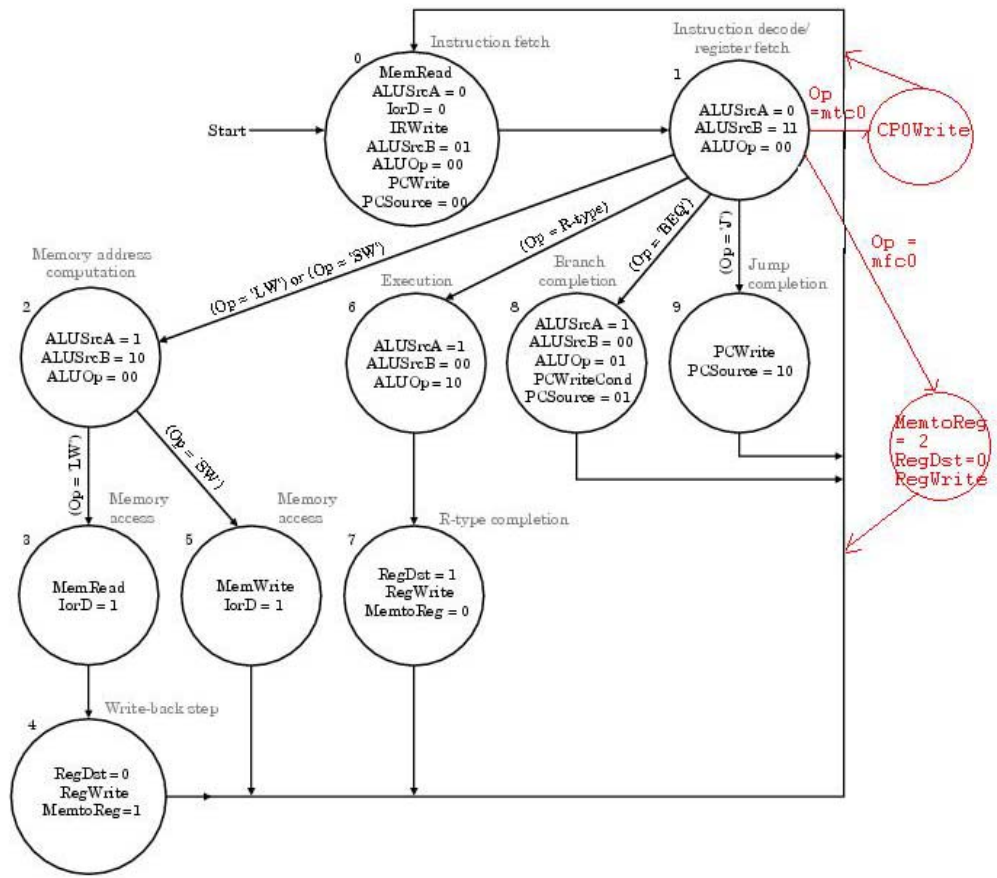 Instruction fetch
0
MemRead
ALUSrcA = 0
IorD = 0
IRWrite
ALUSrcB = 01
ALUOp = 00
PCWrite
PCSource = 00
Start
Instruction decode/
register fetch
1
ALUSrcA = 0
ALUSrcB = 11
ALUOp = 00
Op
=mtc0
CP0Write
Op =
mfc0
MemtoReg
= 2
RegDst=0
RegWrite
(Op = 'LW') or (Op = 'SW')
(Op = R-type)
(Op = 'BEQ')
(Op = 'J')
Memory address
computation
2
ALUSrcA = 1
ALUSrcB = 10
ALUOp = 00
Execution
6
ALUSrcA =1
ALUSrcB = 00
ALUOp = 10
Branch
completion
8
ALUSrcA = 1
ALUSrcB = 00
ALUOp = 01
PCWriteCond
PCSource = 01
Jump
completion
9
PCWrite
PCSource = 10
(Op = 'LW')
(Op = 'SW')
Memory
access
3
MemRead
IorD = 1
Memory
access
5
MemWrite
IorD = 1
R-type completion
7
RegDst = 1
RegWrite
MemtoReg = 0
Write-back step
4
RegDst = 0
RegWrite
MemtoReg=1